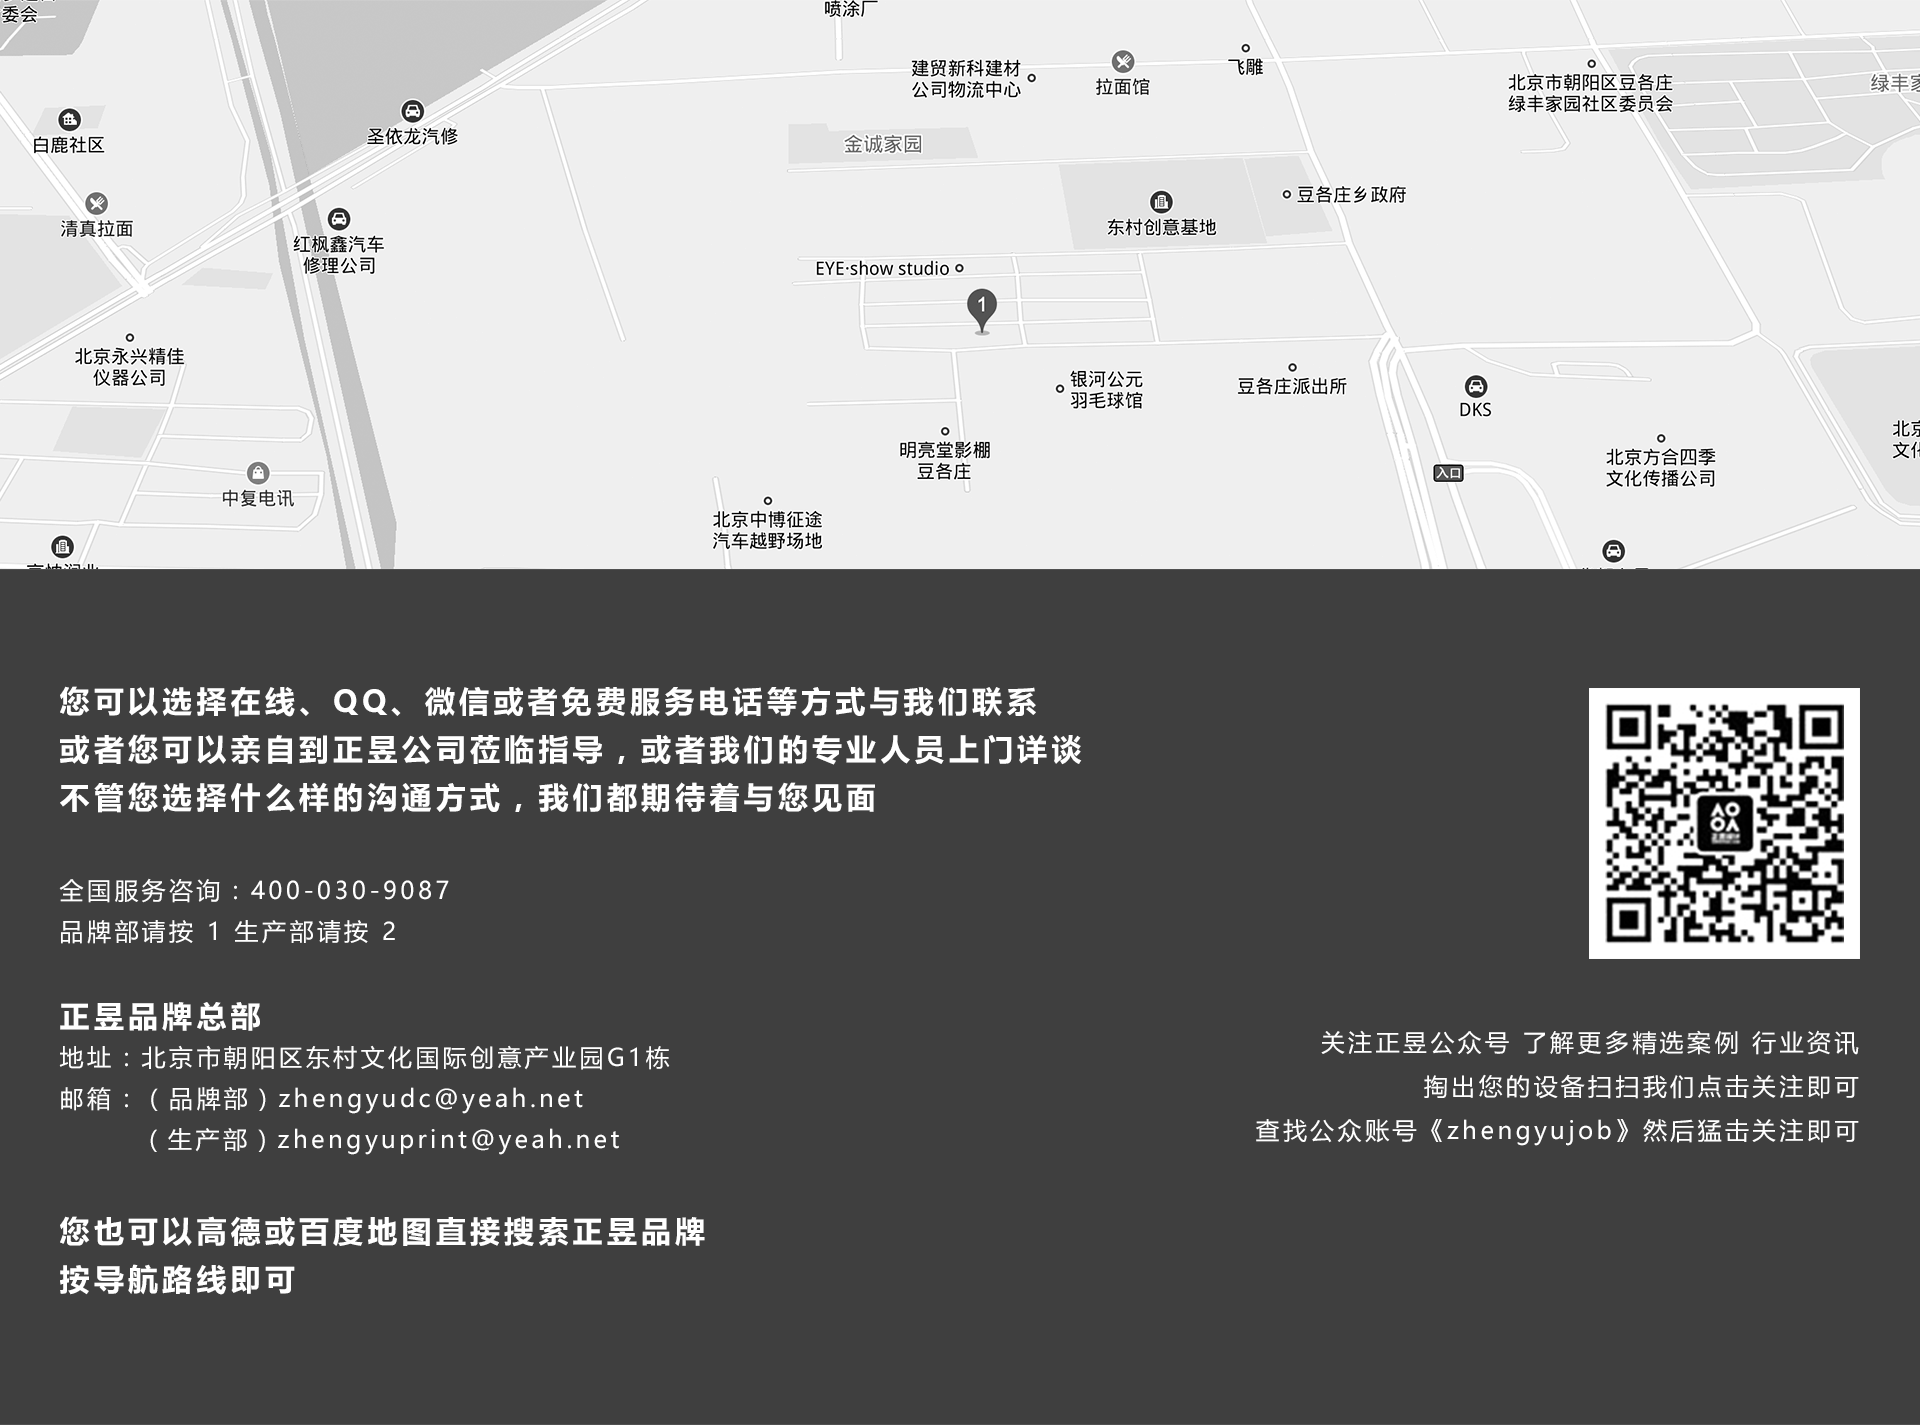 委会
喷涂厂
建贸新科建材
公司物流中心
拉面馆
飞雕
北京市朝阳区豆各庄
绿丰家园社区委员会
绿丰家
白鹿社区
圣依龙汽修
金诚家园
清真拉面
红枫鑫汽车
修理公司
东村创意基地
豆各庄乡政府
EYE·show studio
1
北京永兴精佳
仪器公司
银河公元
羽毛球馆
豆各庄派出所
DKS
明亮堂影棚
豆各庄
入口
北京方合四季
文化传播公司
北京
文化
中复电讯
北京中博征途
汽车越野场地
您可以选择在线、QQ、微信或者免费服务电话等方式与我们联系
或者您可以亲自到正昱公司莅临指导，或者我们的专业人员上门详谈
不管您选择什么样的沟通方式，我们都期待着与您见面
全国服务咨询：400-030-9087
品牌部请按 1 生产部请按 2
正昱品牌总部
地址：北京市朝阳区东村文化国际创意产业园G1栋
邮箱：（品牌部）zhengyudc@yeah.net
（生产部）zhengyuprint@yeah.net
您也可以高德或百度地图直接搜索正昱品牌
按导航路线即可
关注正昱公众号 了解更多精选案例 行业资讯
掏出您的设备扫扫我们点击关注即可
查找公众账号《zhengyujob》然后猛击关注即可